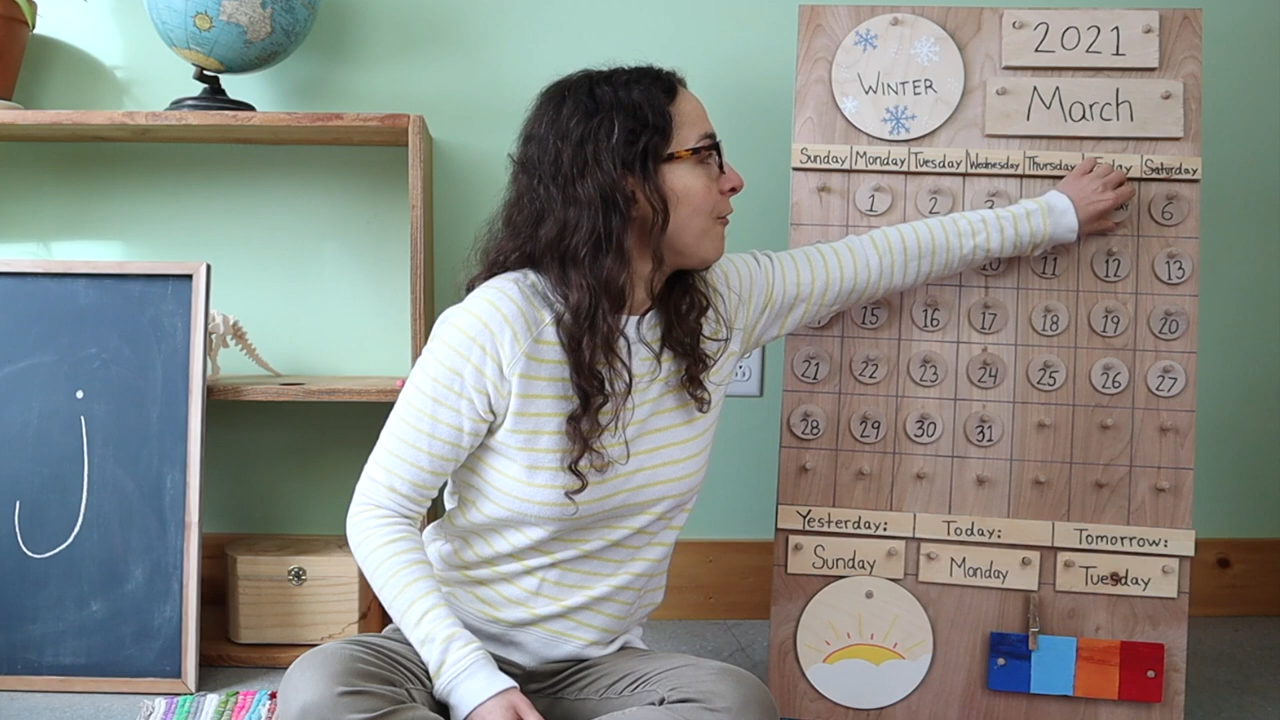 2021
WINTER
March
Sunday Monday Tuesday Wednesday Thursday Saturday
1 2 3 6
10 11 12 13
15 16 17 18 19 20
21 22 23 24 25 26 27
28 29 30 31
Yesterday: Today: Tomorrow:
Sunday Monday Tuesday
j